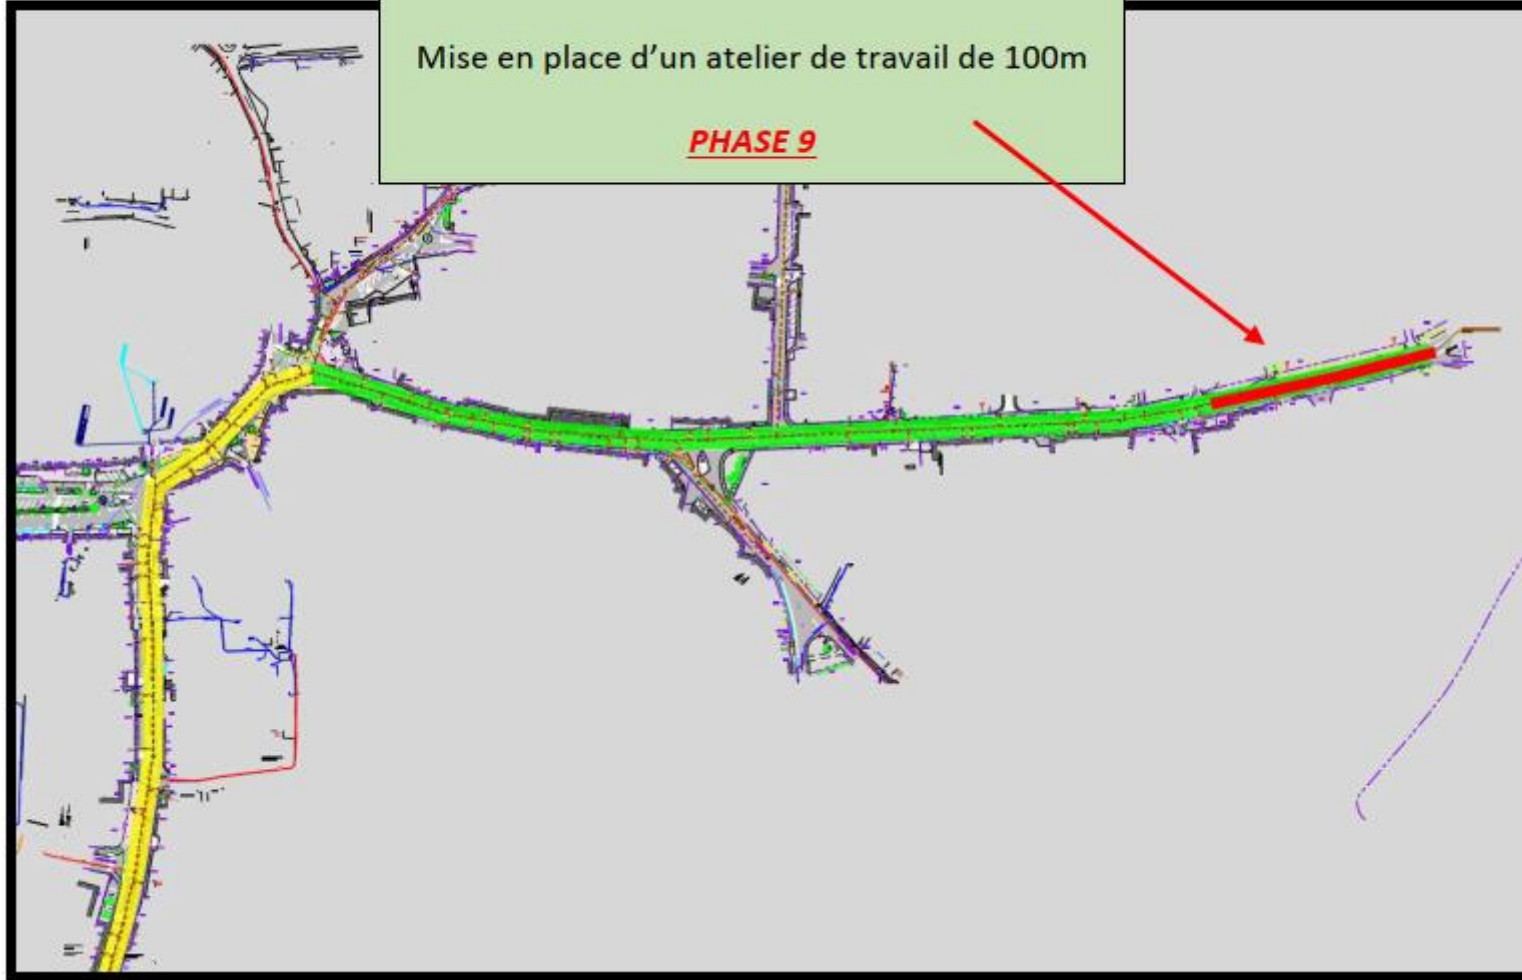 Mise en place d’un atelier de travail de 100m
PHASE 9